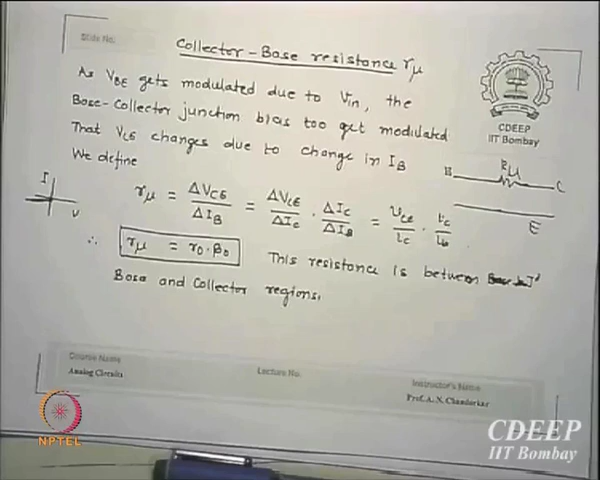 Slide No.
Collector-Base resistance rμ
As VBE gets modulated due to Vin, the
Base-Collector junction bias too get modulated
That VCE changes due to change in IB
We define
CDEEP
IIT Bombay
B Rμ C
E
I
V
rμ = ΔVCE/ΔIB = ΔVCE/ΔIC · ΔIC/ΔIB = vce/ic · ic/ib
∴ rμ = r0·β0 This resistance is between
Base and Collector regions.
Course Name
Analog Circuits
Lecture No.
Instructor's Name
Prof. A. N. Chandorkar
NPTEL
CDEEP
IIT Bombay